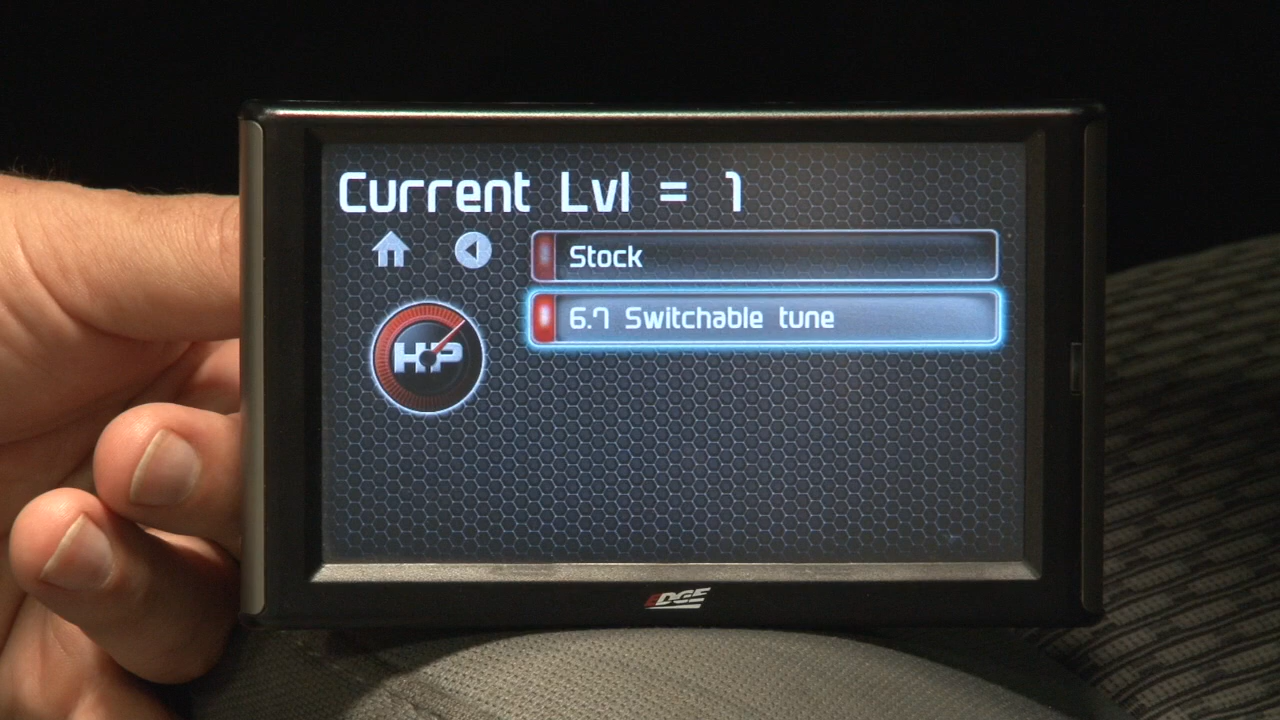 Current Lvl = 1
Stock
6.7 Switchable tune
HP
EDGE